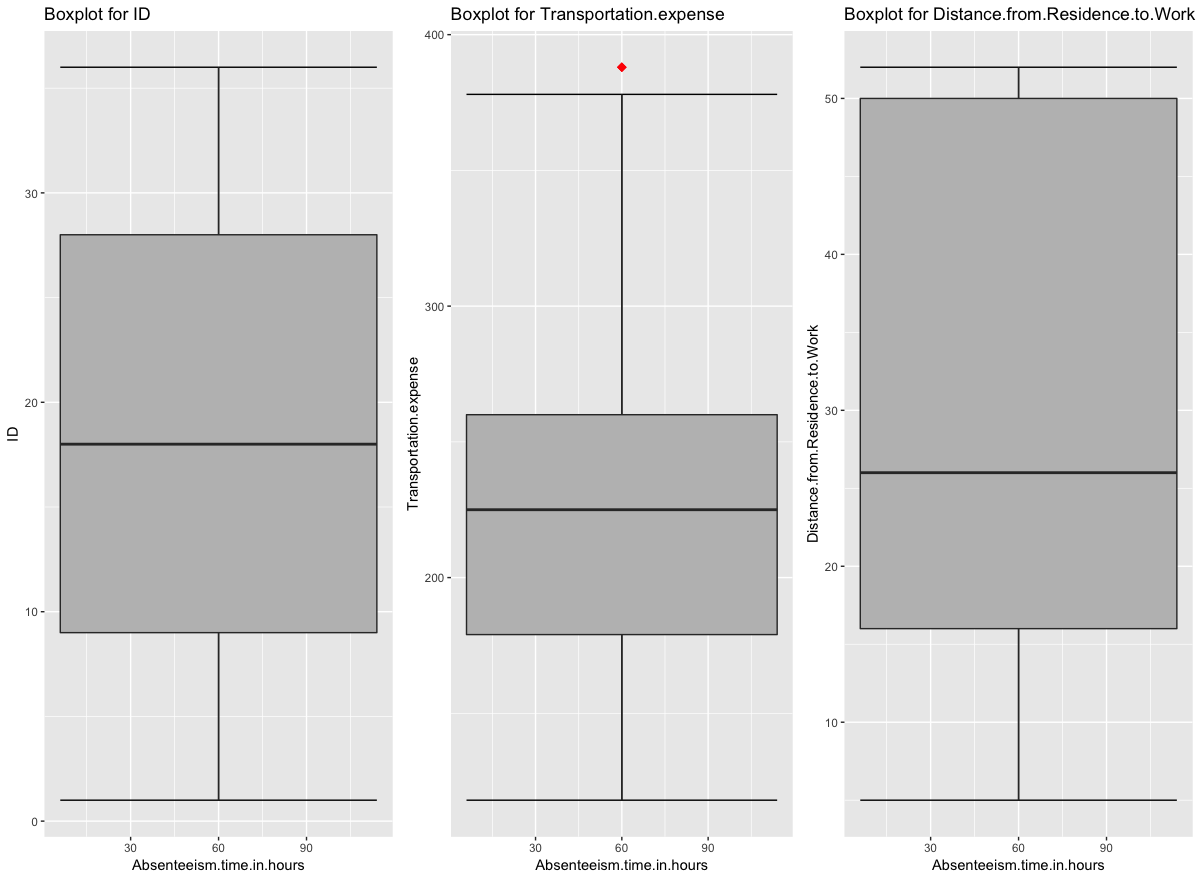 Boxplot for ID
ID
30
20
10
0
30
60
90
Absenteeism.time.in.hours
Boxplot for Transportation.expense
Transportation.expense
400
300
200
30
60
90
Absenteeism.time.in.hours
Boxplot for Distance.from.Residence.to.Work
Distance.from.Residence.to.Work
50
40
30
20
10
30
60
90
Absenteeism.time.in.hours